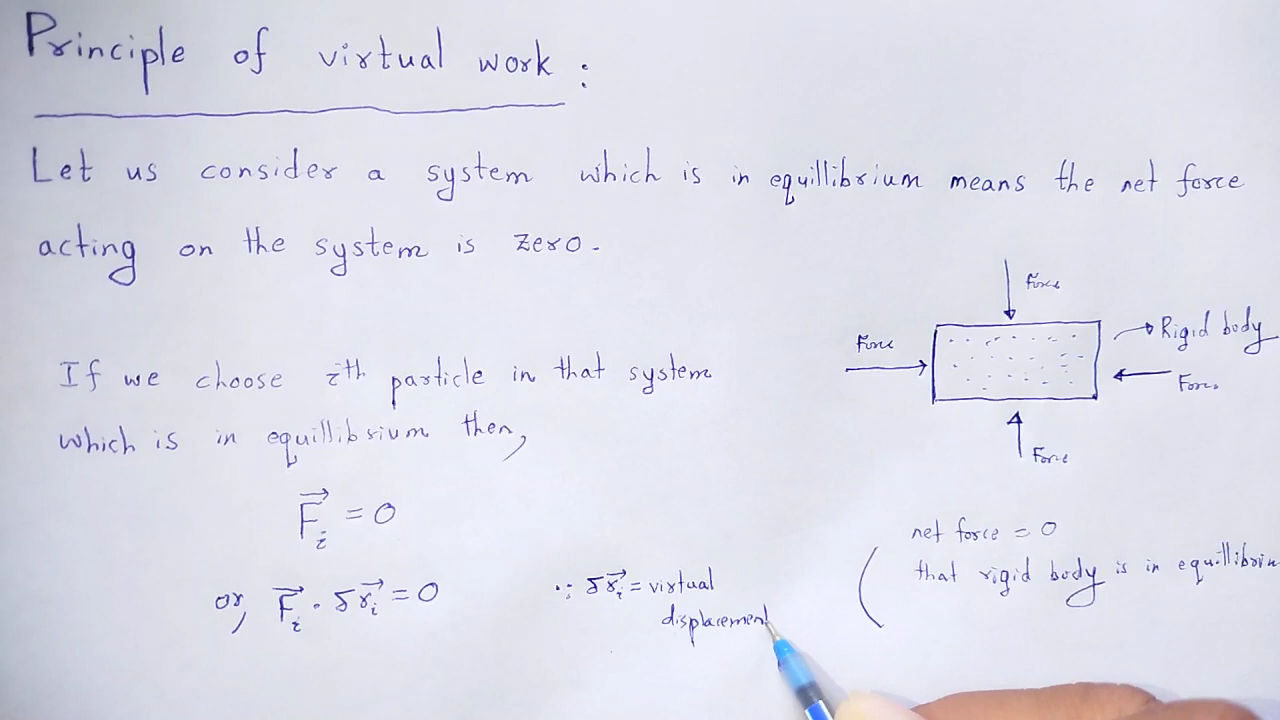 Principle of virtual work :
Let us consider a system which is in equillibrium means the net force
acting on the system is zero.
Force
Force
Rigid body
Force
Force
If we choose ith particle in that system
which is in equillibrium then,
F⃗i = 0
or, F⃗i . δr⃗i = 0
∵ δr⃗i = virtual
displacement
net force = 0
that rigid body is in equillibriu